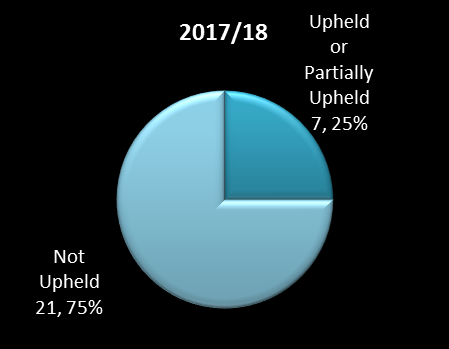 2017/18
Upheld
or
Partially
Upheld
7, 25%
Not
Upheld
21, 75%